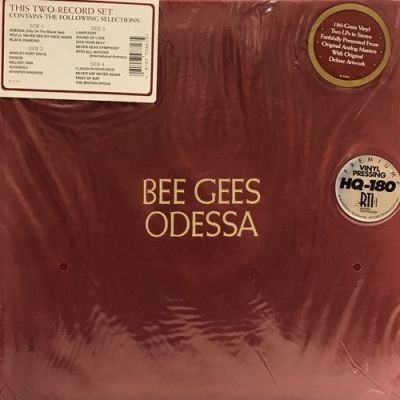 THIS TWO-RECORD SET
CONTAINS THE FOLLOWING SELECTIONS:
SIDE 1
ODESSA (City On The Black Sea)
YOU'LL NEVER SEE MY FACE AGAIN
BLACK DIAMOND
SIDE 2
MARLEY PURT DRIVE
EDISON
MELODY FAIR
SUDDENLY
WHISPER WHISPER
SIDE 3
LAMPLIGHT
SOUND OF LOVE
GIVE YOUR BEST
SEVEN SEAS SYMPHONY
WITH ALL NATIONS
(International Anthem)
SIDE 4
I LAUGH IN YOUR FACE
NEVER SAY NEVER AGAIN
FIRST OF MAY
THE BRITISH OPERA
180-Gram Vinyl
Two LPs in Stereo
Faithfully Presented From
Original Analog Masters
With Original
Deluxe Artwork
PREMIUM
VINYL
PRESSING
HQ-180™
RTI
BEE GEES
ODESSA